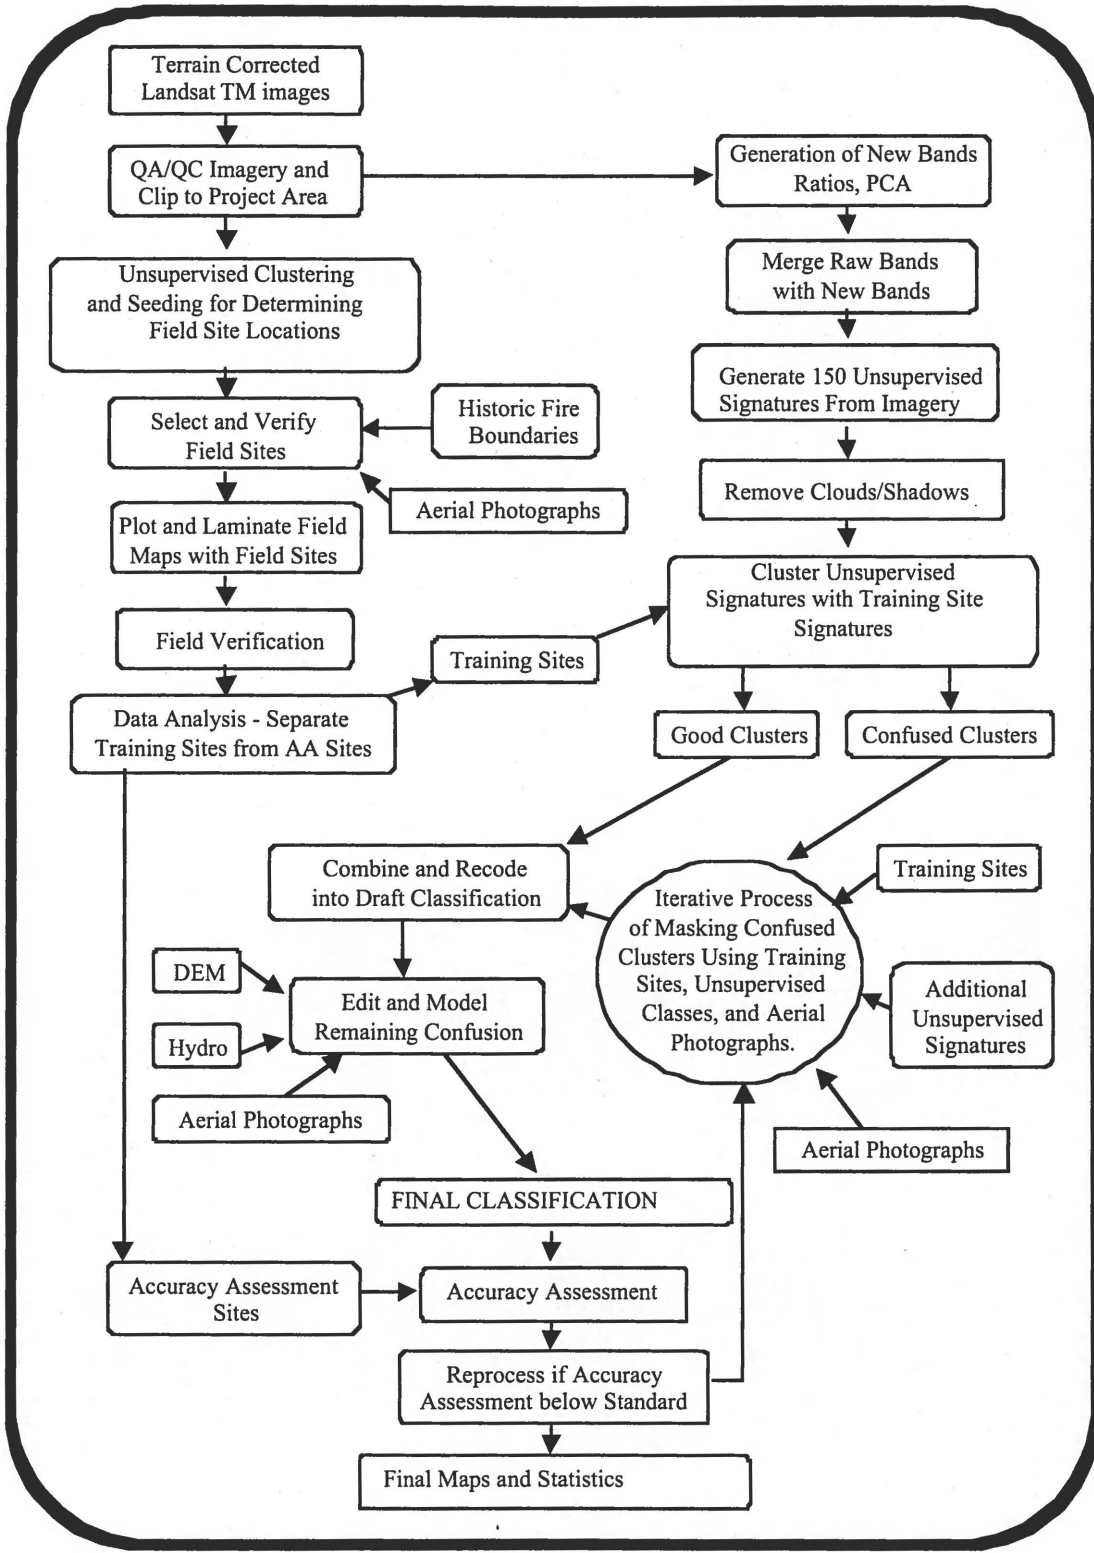 Terrain Corrected
Landsat TM images
QA/QC Imagery and
Clip to Project Area
Generation of New Bands
Ratios, PCA
Unsupervised Clustering
and Seeding for Determining
Field Site Locations
Merge Raw Bands
with New Bands
Select and Verify
Field Sites
Historic Fire
Boundaries
Generate 150 Unsupervised
Signatures From Imagery
Aerial Photographs
Remove Clouds/Shadows
Plot and Laminate Field
Maps with Field Sites
Cluster Unsupervised
Signatures with Training Site
Signatures
Field Verification
Training Sites
Data Analysis - Separate
Training Sites from AA Sites
Good Clusters
Confused Clusters
Combine and Recode
into Draft Classification
Training Sites
Iterative Process
of Masking Confused
Clusters Using Training
Sites, Unsupervised
Classes, and Aerial
Photographs.
DEM
Edit and Model
Remaining Confusion
Additional
Unsupervised
Signatures
Hydro
Aerial Photographs
Aerial Photographs
FINAL CLASSIFICATION
Accuracy Assessment
Sites
Accuracy Assessment
Reprocess if Accuracy
Assessment below Standard
Final Maps and Statistics